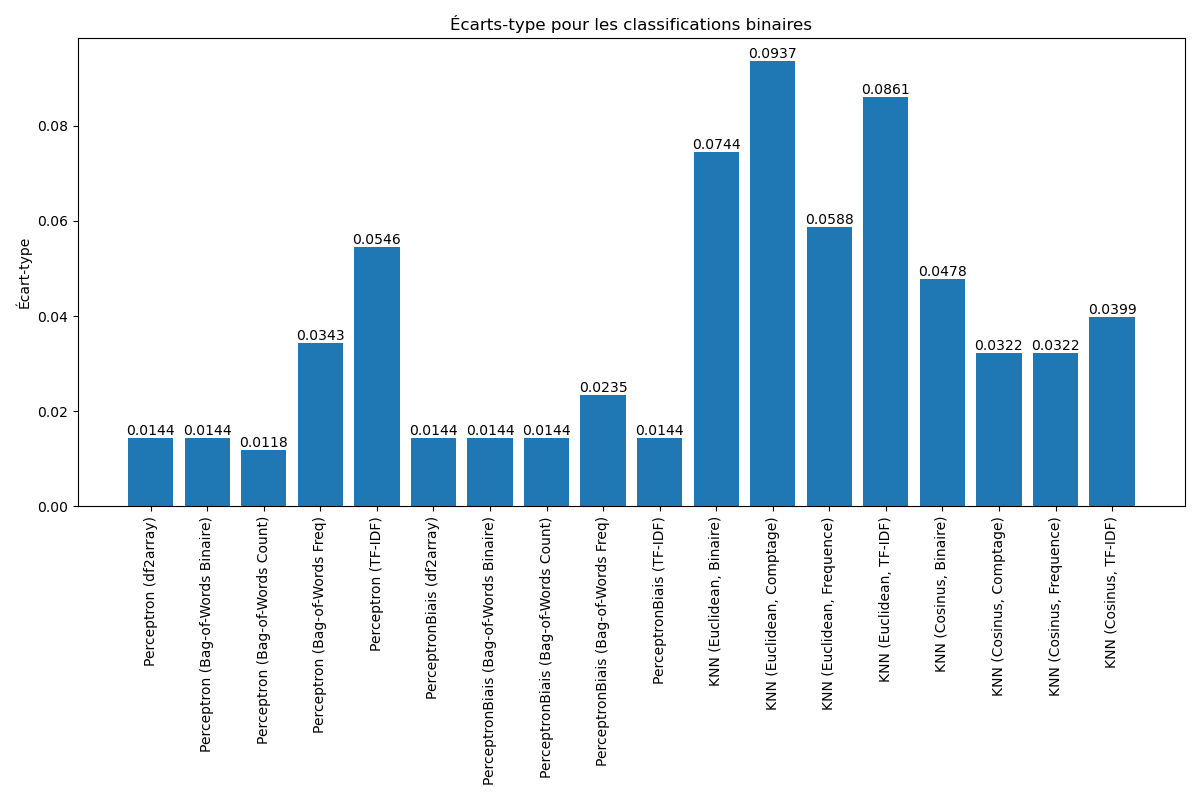 Écarts-type pour les classifications binaires
Écart-type
0.08
0.06
0.04
0.02
0.00
0.0144
0.0144
0.0118
0.0343
0.0546
0.0144
0.0144
0.0144
0.0235
0.0144
0.0744
0.0937
0.0588
0.0861
0.0478
0.0322
0.0322
0.0399
Perceptron (df2array)
Perceptron (Bag-of-Words Binaire)
Perceptron (Bag-of-Words Count)
Perceptron (Bag-of-Words Freq)
Perceptron (TF-IDF)
PerceptronBiais (df2array)
PerceptronBiais (Bag-of-Words Binaire)
PerceptronBiais (Bag-of-Words Count)
PerceptronBiais (Bag-of-Words Freq)
PerceptronBiais (TF-IDF)
KNN (Euclidean, Binaire)
KNN (Euclidean, Comptage)
KNN (Euclidean, Frequence)
KNN (Euclidean, TF-IDF)
KNN (Cosinus, Binaire)
KNN (Cosinus, Comptage)
KNN (Cosinus, Frequence)
KNN (Cosinus, TF-IDF)